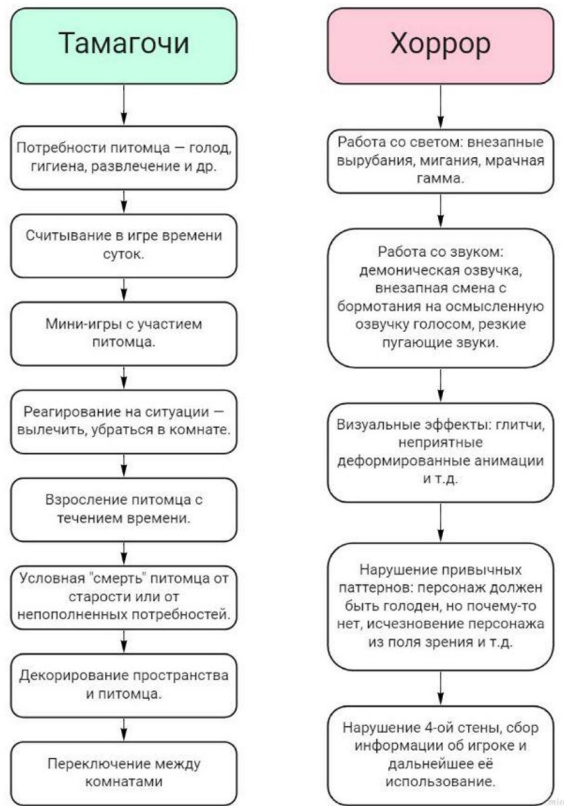 Тамагочи
Потребности питомца — голод,
гигиена, развлечение и др.
Считывание в игре времени
суток.
Мини-игры с участием
питомца.
Реагирование на ситуации —
вылечить, убраться в комнате.
Взросление питомца с
течением времени.
Условная "смерть" питомца от
старости или от
непополненных потребностей.
Декорирование пространства
и питомца.
Переключение между
комнатами
Хоррор
Работа со светом: внезапные
вырубания, мигания, мрачная
гамма.
Работа со звуком:
демоническая озвучка,
внезапная смена с
бормотания на осмысленную
озвучку голосом, резкие
пугающие звуки.
Визуальные эффекты: глитчи,
неприятные
деформированные анимации
и т.д.
Нарушение привычных
паттернов: персонаж должен
быть голоден, но почему-то
нет, исчезновение персонажа
из поля зрения и т.д.
Нарушение 4-ой стены, сбор
информации об игроке и
дальнейшее её
использование.